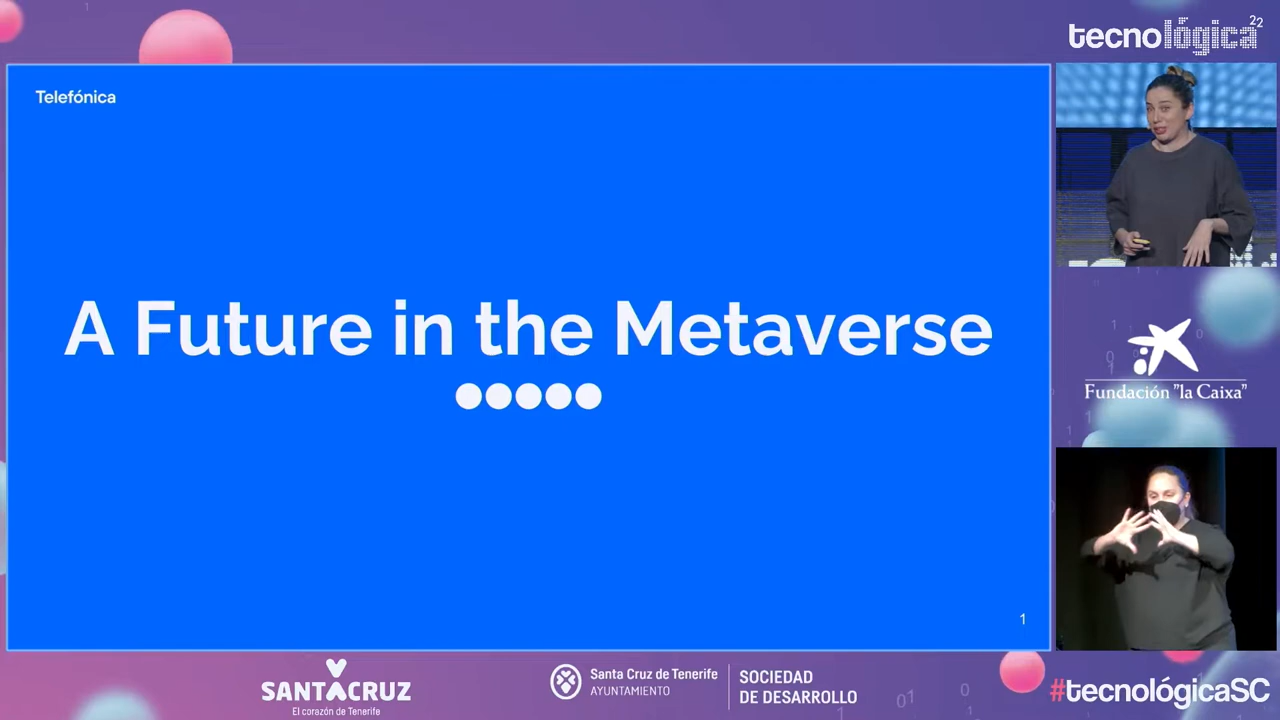 tecnológica22
Telefónica
A Future in the Metaverse
1
Fundación "la Caixa"
SANTACRUZ
El corazón de Tenerife
Santa Cruz de Tenerife
AYUNTAMIENTO
SOCIEDAD
DE DESARROLLO
#tecnológicaSC